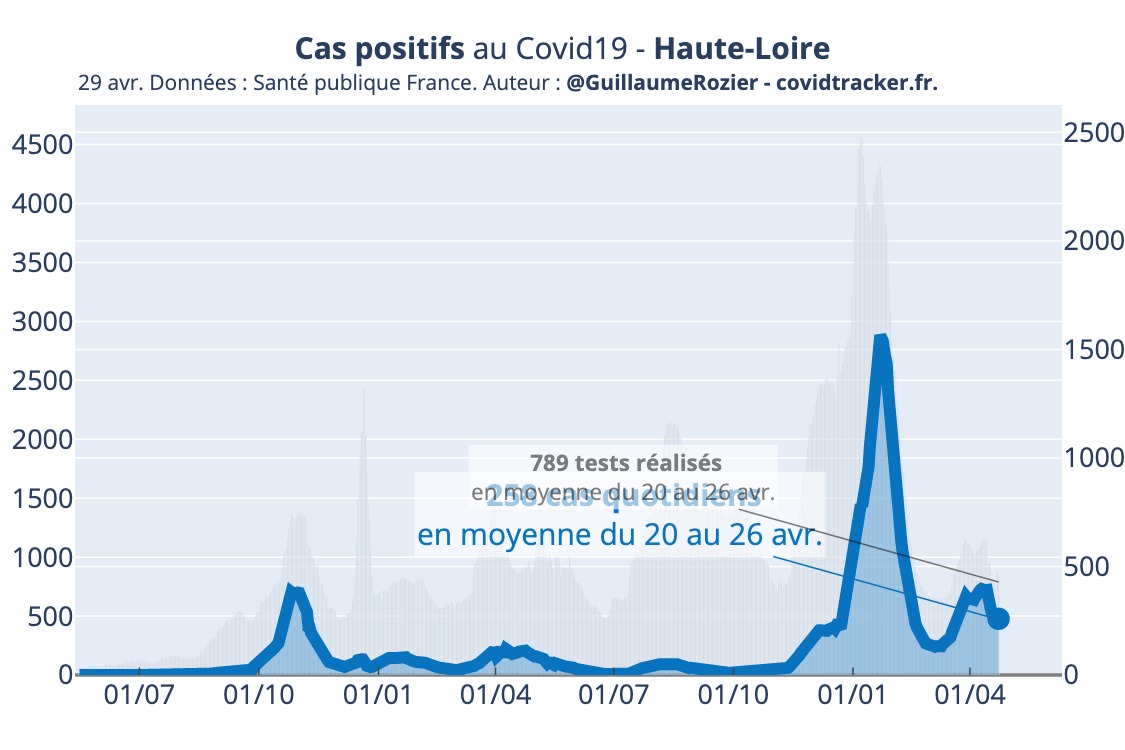 Cas positifs au Covid19 - Haute-Loire
29 avr. Données : Santé publique France. Auteur : @GuillaumeRozier - covidtracker.fr.
4500
4000
3500
3000
2500
2000
1500
1000
500
0
2500
2000
1500
1000
500
0
789 tests réalisés
en moyenne du 20 au 26 avr.
258 cas quotidiens
en moyenne du 20 au 26 avr.
01/07 01/10 01/01 01/04 01/07 01/10 01/01 01/04